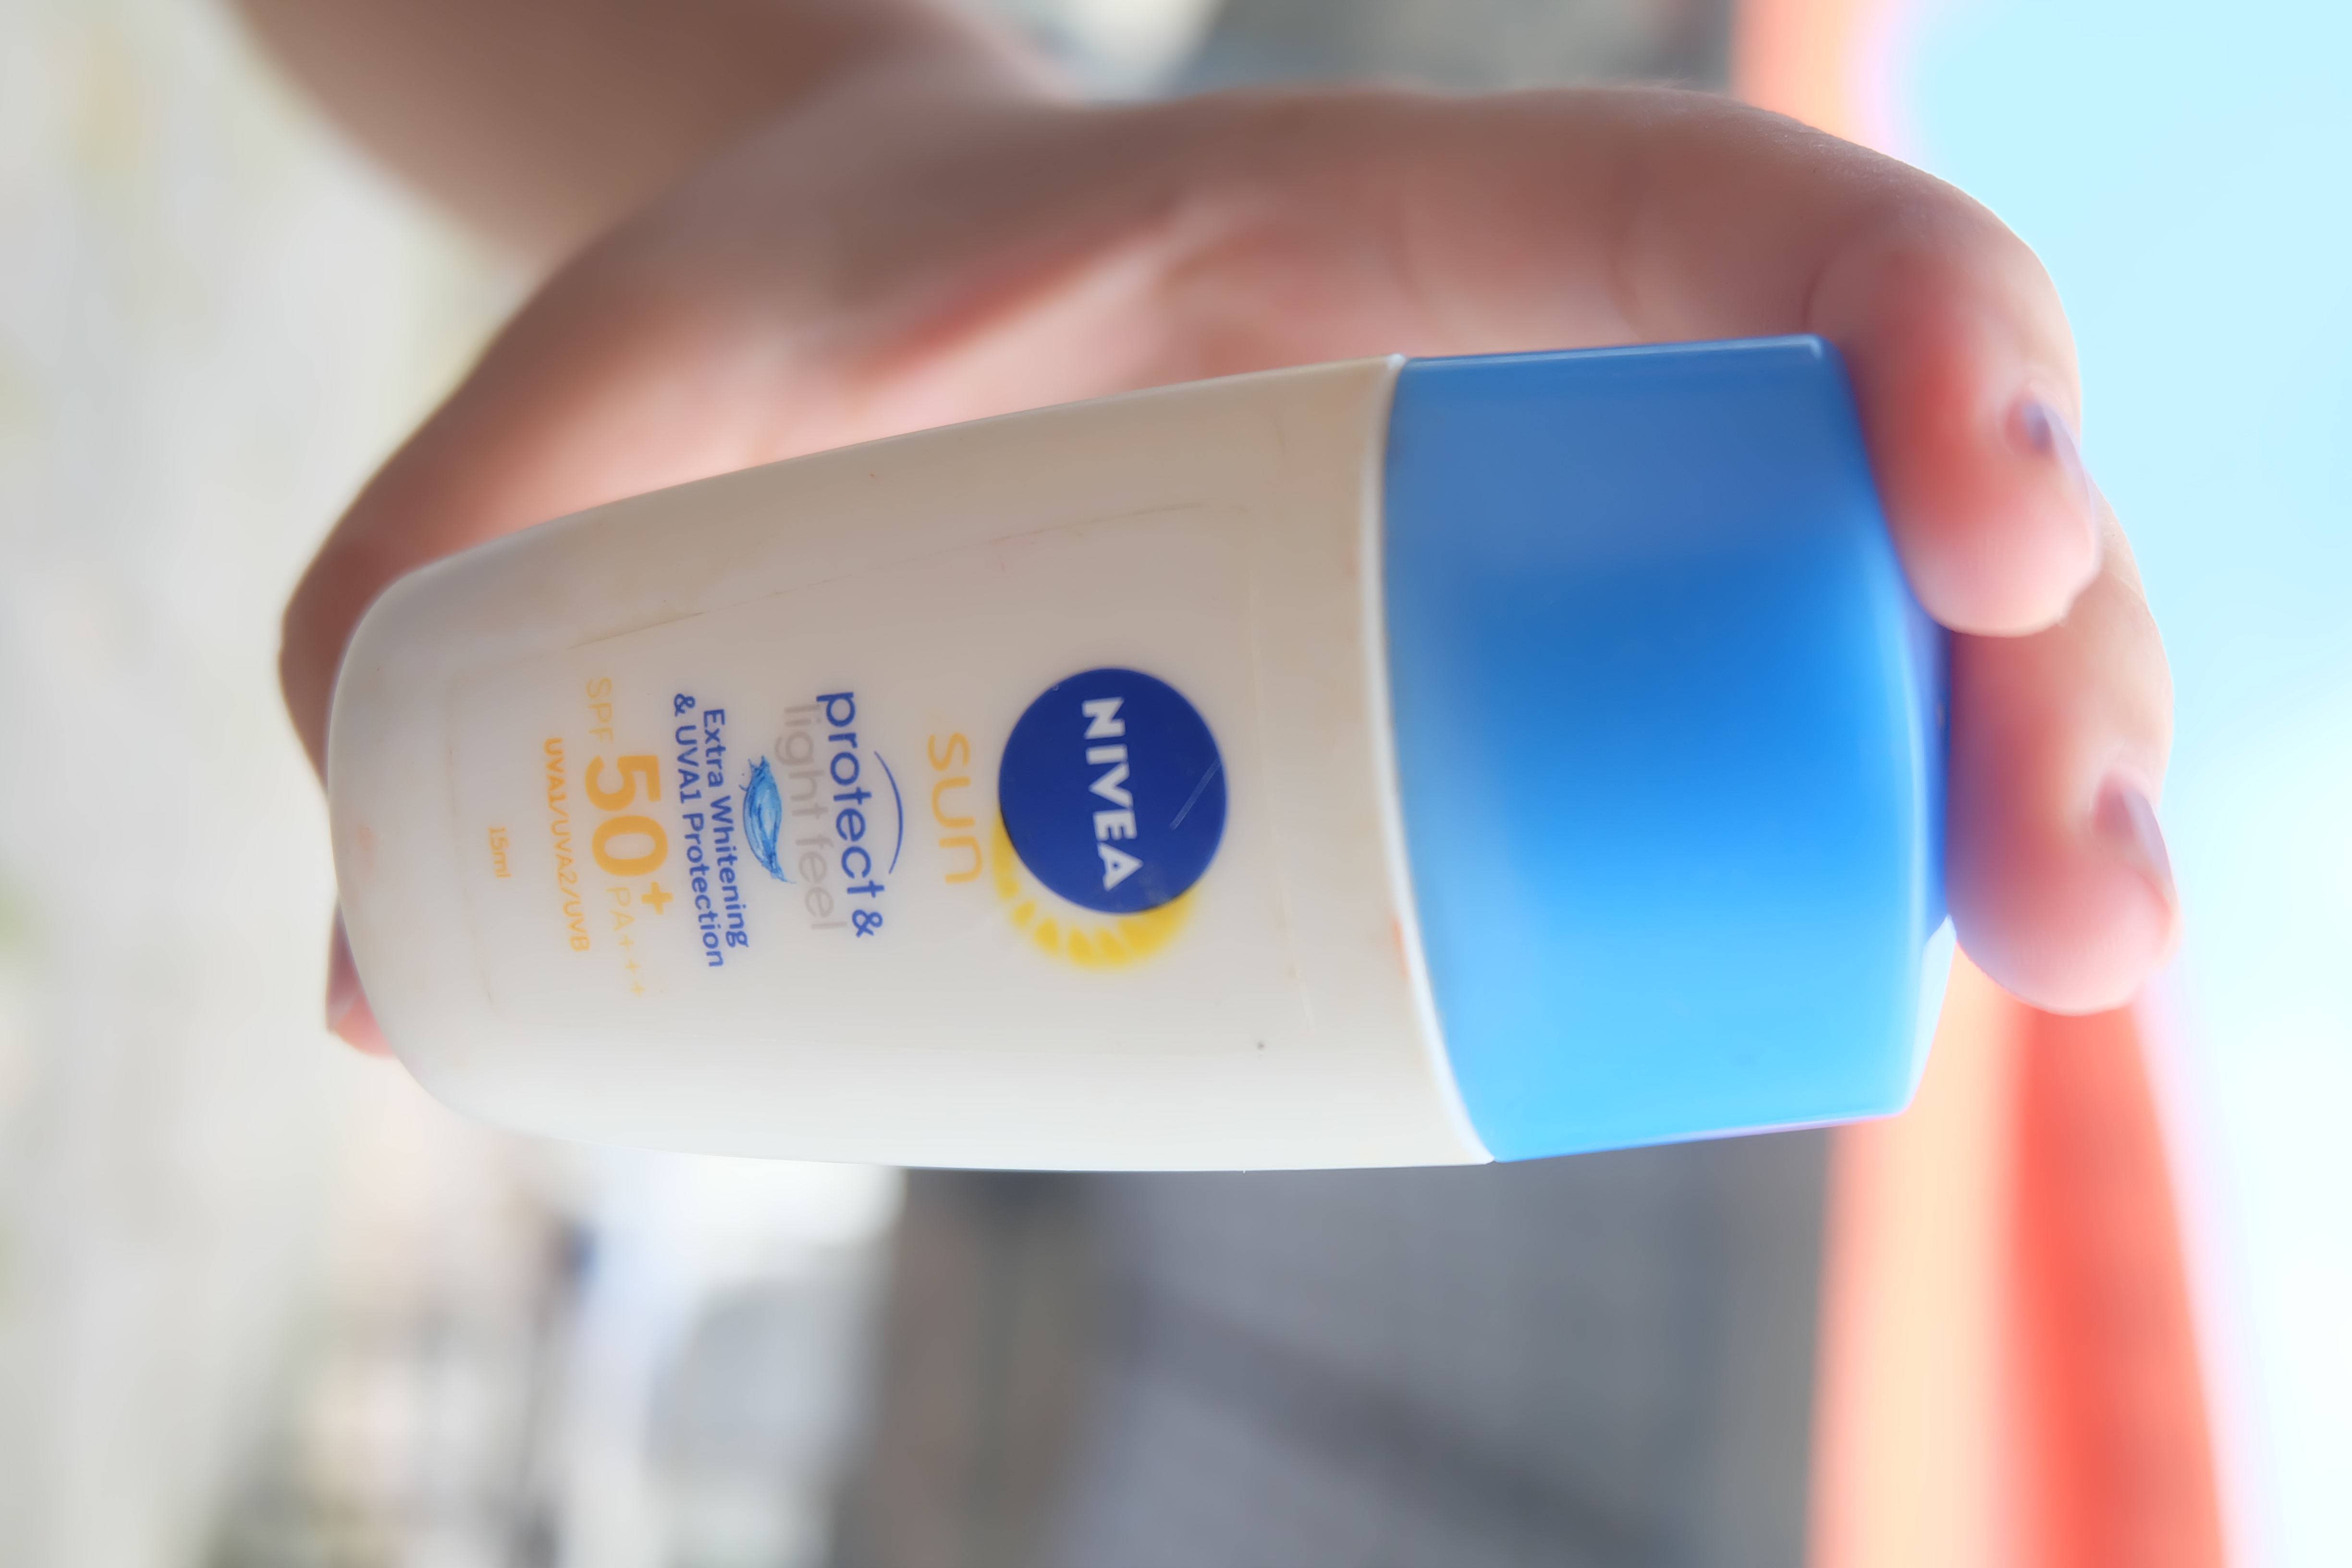 NIVEA
sun
protect &
light feel
Extra Whitening
& UVA1 Protection
SPF 50+ PA+++
UVA1/UVA2/UVB
15ml